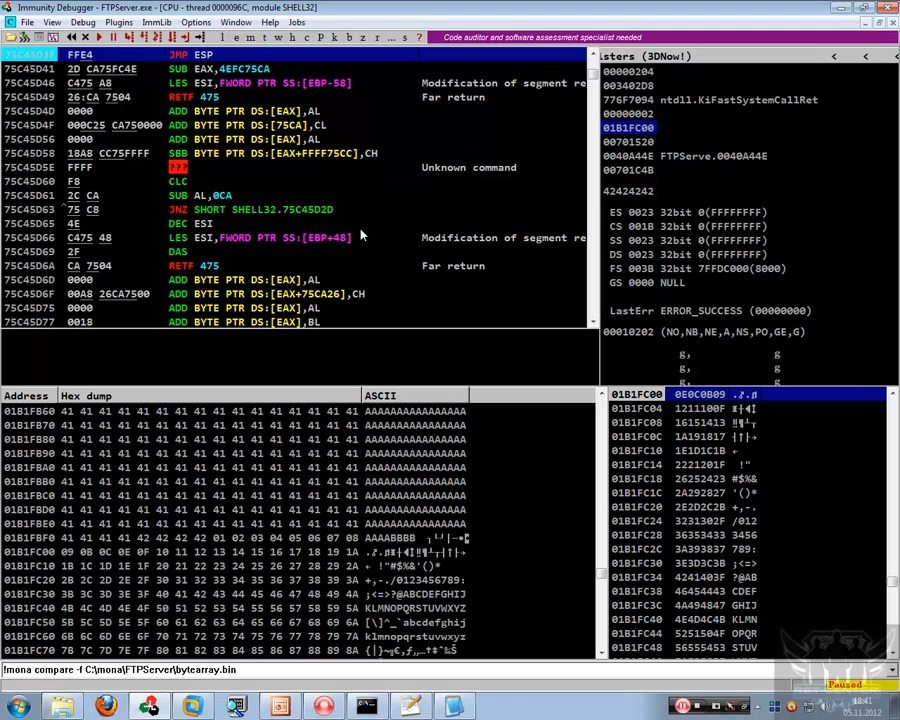 Immunity Debugger - FTPServer.exe - [CPU - thread 0000096C, module SHELL32]
File View Debug Plugins ImmLib Options Window Help Jobs
l e m t w h c P k b z r ... s ? Code auditor and software assessment specialist needed
75C45D3F FFE4 JMP ESP
75C45D41 2D CA75FC4E SUB EAX,4EFC75CA
75C45D46 C475 A8 LES ESI,FWORD PTR SS:[EBP-58] Modification of segment re
75C45D49 26:CA 7504 RETF 475 Far return
75C45D4D 0000 ADD BYTE PTR DS:[EAX],AL
75C45D4F 000C25 CA750000 ADD BYTE PTR DS:[75CA],CL
75C45D56 0000 ADD BYTE PTR DS:[EAX],AL
75C45D58 18A8 CC75FFFF SBB BYTE PTR DS:[EAX+FFFF75CC],CH
75C45D5E FFFF ??? Unknown command
75C45D60 F8 CLC
75C45D61 2C CA SUB AL,0CA
75C45D63 ^75 C8 JNZ SHORT SHELL32.75C45D2D
75C45D65 4E DEC ESI
75C45D66 C475 48 LES ESI,FWORD PTR SS:[EBP+48] Modification of segment re
75C45D69 2F DAS
75C45D6A CA 7504 RETF 475 Far return
75C45D6D 0000 ADD BYTE PTR DS:[EAX],AL
75C45D6F 00A8 26CA7500 ADD BYTE PTR DS:[EAX+75CA26],CH
75C45D75 0000 ADD BYTE PTR DS:[EAX],AL
75C45D77 0018 ADD BYTE PTR DS:[EAX],BL
isters (3DNow!) < < <
00000204
003402D8
776F7094 ntdll.KiFastSystemCallRet
00000002
01B1FC00
00701520
0040A44E FTPServe.0040A44E
00701C4B
42424242
ES 0023 32bit 0(FFFFFFFF)
CS 001B 32bit 0(FFFFFFFF)
SS 0023 32bit 0(FFFFFFFF)
DS 0023 32bit 0(FFFFFFFF)
FS 003B 32bit 7FFDC000(8000)
GS 0000 NULL
LastErr ERROR_SUCCESS (00000000)
00010202 (NO,NB,NE,A,NS,PO,GE,G)
g, g
g, g
g, g
Address Hex dump ASCII
01B1FB60 41 41 41 41 41 41 41 41 41 41 41 41 41 41 41 41 AAAAAAAAAAAAAAAA
01B1FB70 41 41 41 41 41 41 41 41 41 41 41 41 41 41 41 41 AAAAAAAAAAAAAAAA
01B1FB80 41 41 41 41 41 41 41 41 41 41 41 41 41 41 41 41 AAAAAAAAAAAAAAAA
01B1FB90 41 41 41 41 41 41 41 41 41 41 41 41 41 41 41 41 AAAAAAAAAAAAAAAA
01B1FBA0 41 41 41 41 41 41 41 41 41 41 41 41 41 41 41 41 AAAAAAAAAAAAAAAA
01B1FBB0 41 41 41 41 41 41 41 41 41 41 41 41 41 41 41 41 AAAAAAAAAAAAAAAA
01B1FBC0 41 41 41 41 41 41 41 41 41 41 41 41 41 41 41 41 AAAAAAAAAAAAAAAA
01B1FBD0 41 41 41 41 41 41 41 41 41 41 41 41 41 41 41 41 AAAAAAAAAAAAAAAA
01B1FBE0 41 41 41 41 41 41 41 41 41 41 41 41 41 41 41 41 AAAAAAAAAAAAAAAA
01B1FBF0 41 41 41 41 42 42 42 42 01 02 03 04 05 06 07 08 AAAABBBB
01B1FC00 09 0B 0C 0E 0F 10 11 12 13 14 15 16 17 18 19 1A
01B1FC10 1B 1C 1D 1E 1F 20 21 22 23 24 25 26 27 28 29 2A !"#$%&'()*
01B1FC20 2B 2C 2D 2E 2F 30 31 32 33 34 35 36 37 38 39 3A +,-./0123456789:
01B1FC30 3B 3C 3D 3E 3F 40 41 42 43 44 45 46 47 48 49 4A ;<=>?@ABCDEFGHIJ
01B1FC40 4B 4C 4D 4E 4F 50 51 52 53 54 55 56 57 58 59 5A KLMNOPQRSTUVWXYZ
01B1FC50 5B 5C 5D 5E 5F 60 61 62 63 64 65 66 67 68 69 6A [\]^_`abcdefghij
01B1FC60 6B 6C 6D 6E 6F 70 71 72 73 74 75 76 77 78 79 7A klmnopqrstuvwxyz
01B1FC70 7B 7C 7D 7E 7F 80 81 82 83 84 85 86 87 88 89 8A
01B1FC00 0E0C0B09
01B1FC04 1211100F
01B1FC08 16151413
01B1FC0C 1A191817
01B1FC10 1E1D1C1B
01B1FC14 2221201F !"
01B1FC18 26252423 #$%&
01B1FC1C 2A292827 '()*
01B1FC20 2E2D2C2B +,-.
01B1FC24 3231302F /012
01B1FC28 36353433 3456
01B1FC2C 3A393837 789:
01B1FC30 3E3D3C3B ;<=>
01B1FC34 4241403F ?@AB
01B1FC38 46454443 CDEF
01B1FC3C 4A494847 GHIJ
01B1FC40 4E4D4C4B KLMN
01B1FC44 5251504F OPQR
01B1FC48 56555453 STUV
!mona compare -f C:\mona\FTPServer\bytearray.bin
Paused
18:41
05.11.2012